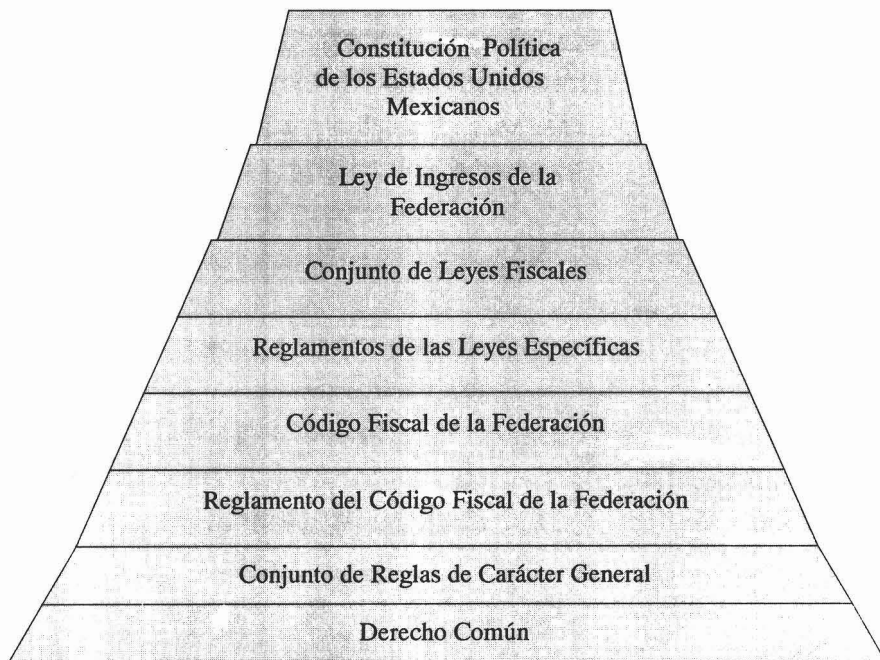 Constitución Política
de los Estados Unidos
Mexicanos
Ley de Ingresos de la
Federación
Conjunto de Leyes Fiscales
Reglamentos de las Leyes Específicas
Código Fiscal de la Federación
Reglamento del Código Fiscal de la Federación
Conjunto de Reglas de Carácter General
Derecho Común